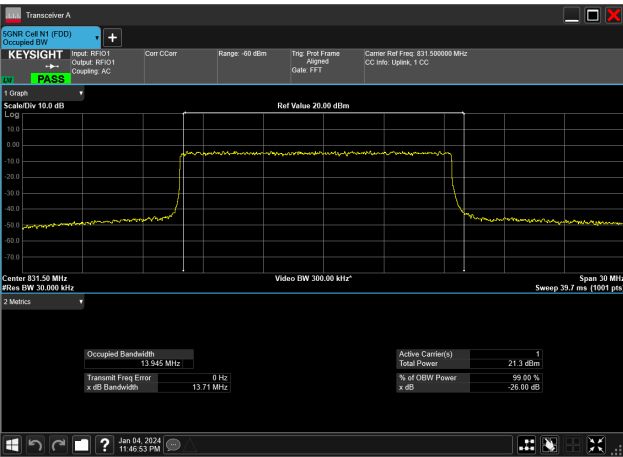 Transceiver A
5GNR Cell N1 (FDD)
Occupied BW
KEYSIGHT Input: RFIO1 Corr CCorr Range: -60 dBm Trig: Prot Frame Carrier Ref Freq: 831.500000 MHz
Output: RFIO1 Aligned CC Info: Uplink, 1 CC
Coupling: AC Gate: FFT
PASS
1 Graph
Scale/Div 10.0 dB Ref Value 20.00 dBm
Log
10.0
0.00
-10.0
-20.0
-30.0
-40.0
-50.0
-60.0
-70.0
Center 831.50 MHz Video BW 300.00 kHz* Span 30 MHz
#Res BW 30.000 kHz Sweep 39.7 ms (1001 pts)
2 Metrics
Occupied Bandwidth Active Carrier(s) 1
13.945 MHz Total Power 21.3 dBm
Transmit Freq Error 0 Hz % of OBW Power 99.00 %
x dB Bandwidth 13.71 MHz x dB -26.00 dB
?
Jan 04, 2024
11:46:53 PM